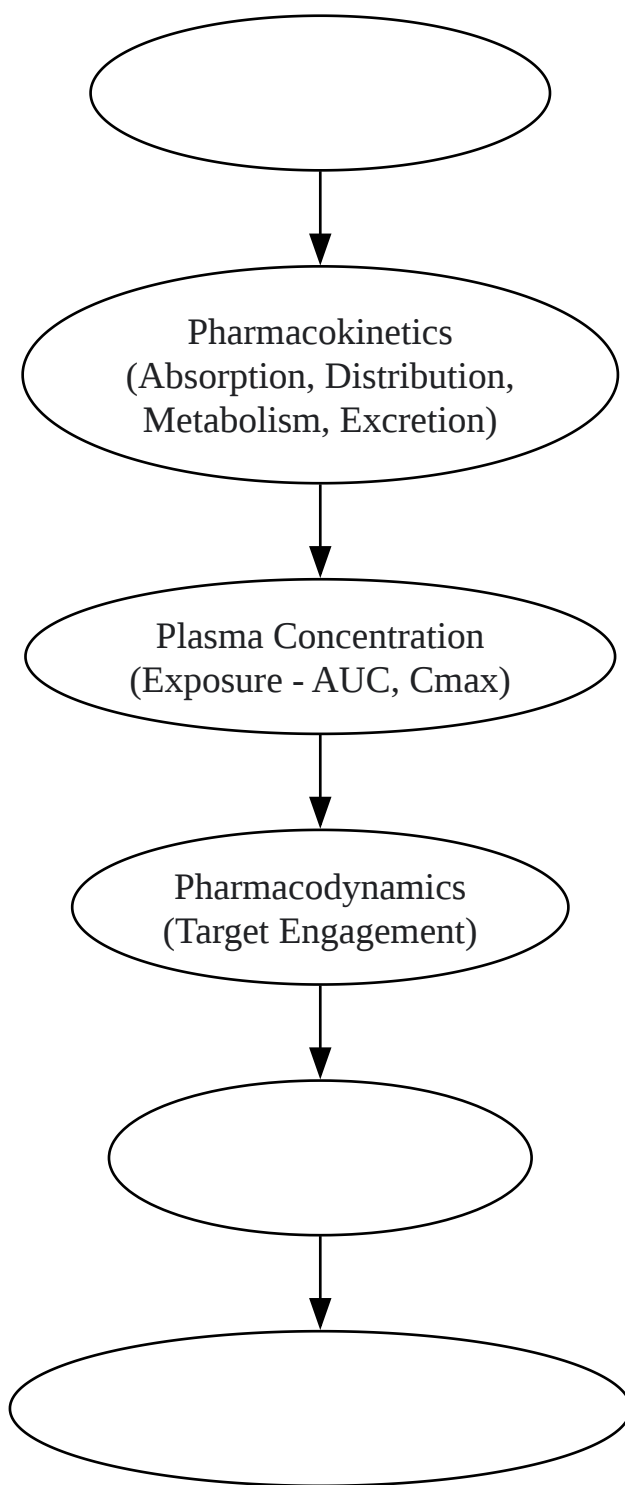 Pharmacokinetics
(Absorption, Distribution,
Metabolism, Excretion)
Plasma Concentration
(Exposure - AUC, Cmax)
Pharmacodynamics
(Target Engagement)